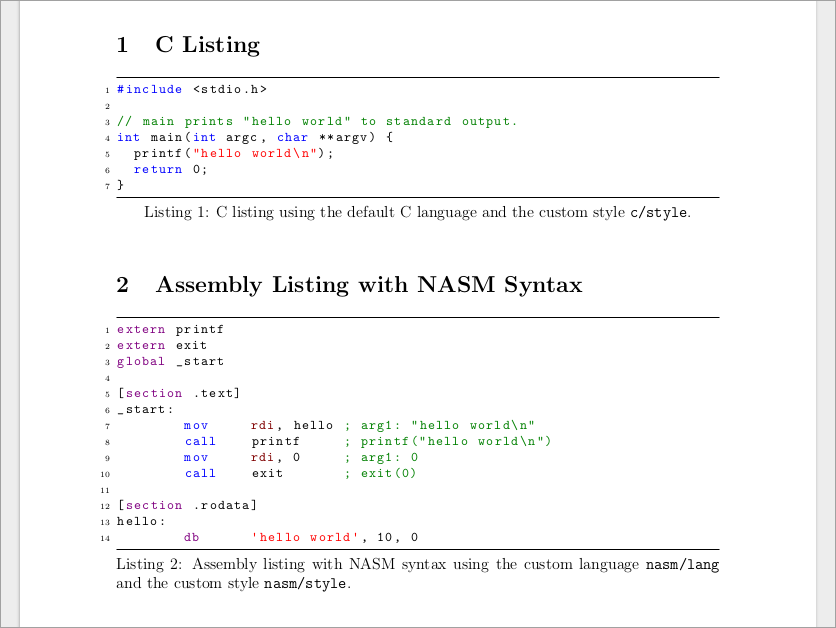 1 C Listing
1 #include <stdio.h>
2
3 // main prints "hello world" to standard output.
4 int main(int argc, char **argv) {
5   printf("hello world\n");
6   return 0;
7 }
Listing 1: C listing using the default C language and the custom style c/style.
2 Assembly Listing with NASM Syntax
1 extern printf
2 extern exit
3 global _start
4
5 [section .text]
6 _start:
7         mov     rdi, hello ; arg1: "hello world\n"
8         call    printf     ; printf("hello world\n")
9         mov     rdi, 0     ; arg1: 0
10         call    exit       ; exit(0)
11
12 [section .rodata]
13 hello:
14         db      'hello world', 10, 0
Listing 2: Assembly listing with NASM syntax using the custom language nasm/lang
and the custom style nasm/style.